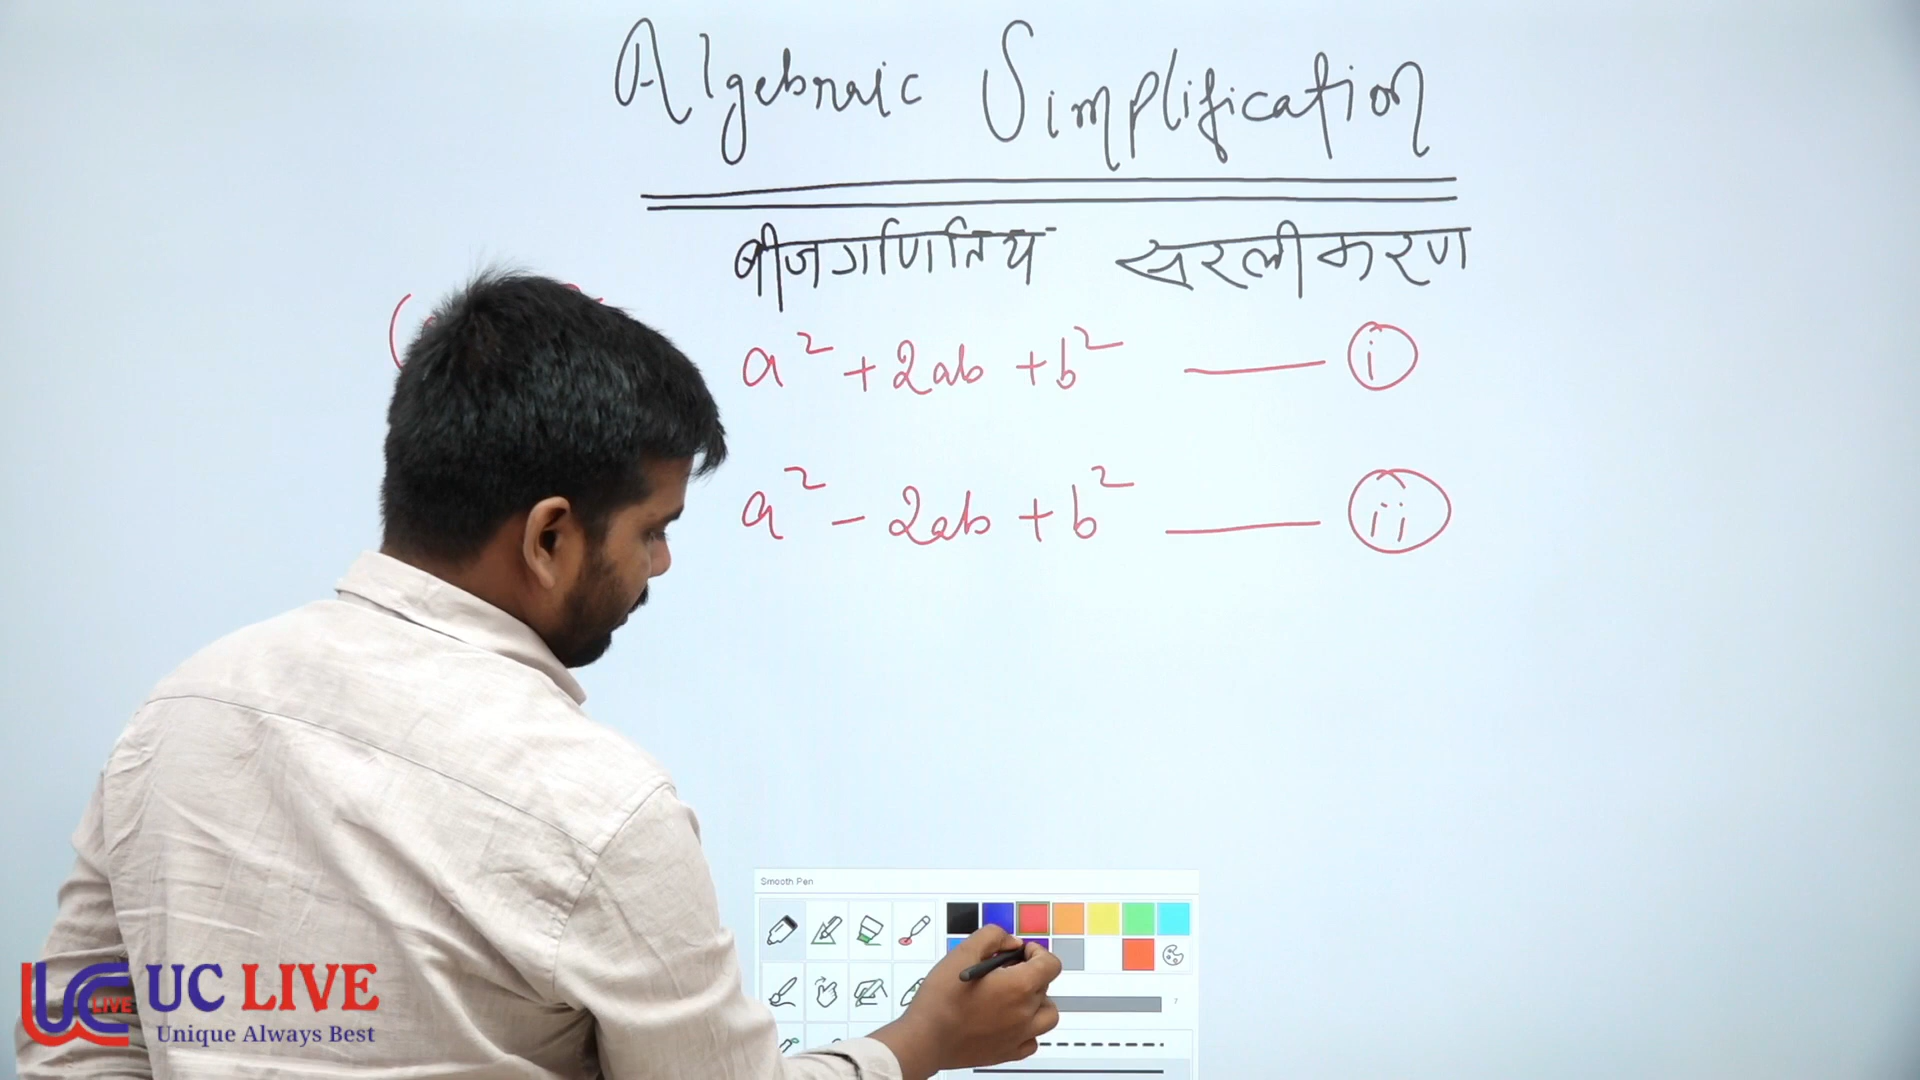 Algebraic Simplification
बीजगणितिय सरलीकरण
( a² + 2ab + b² —— i
a² - 2ab + b² —— ii
Smooth Pen
7
LIVE
UC LIVE
Unique Always Best